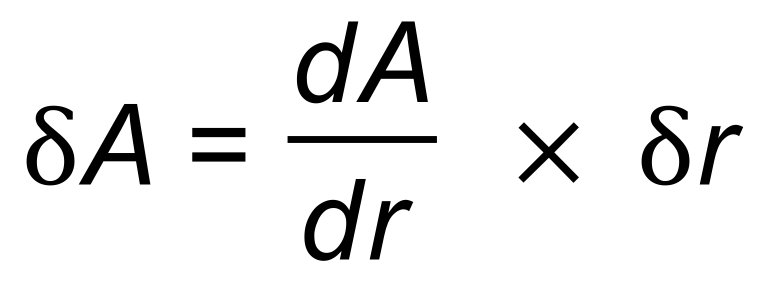 δA = dA/dr × δr